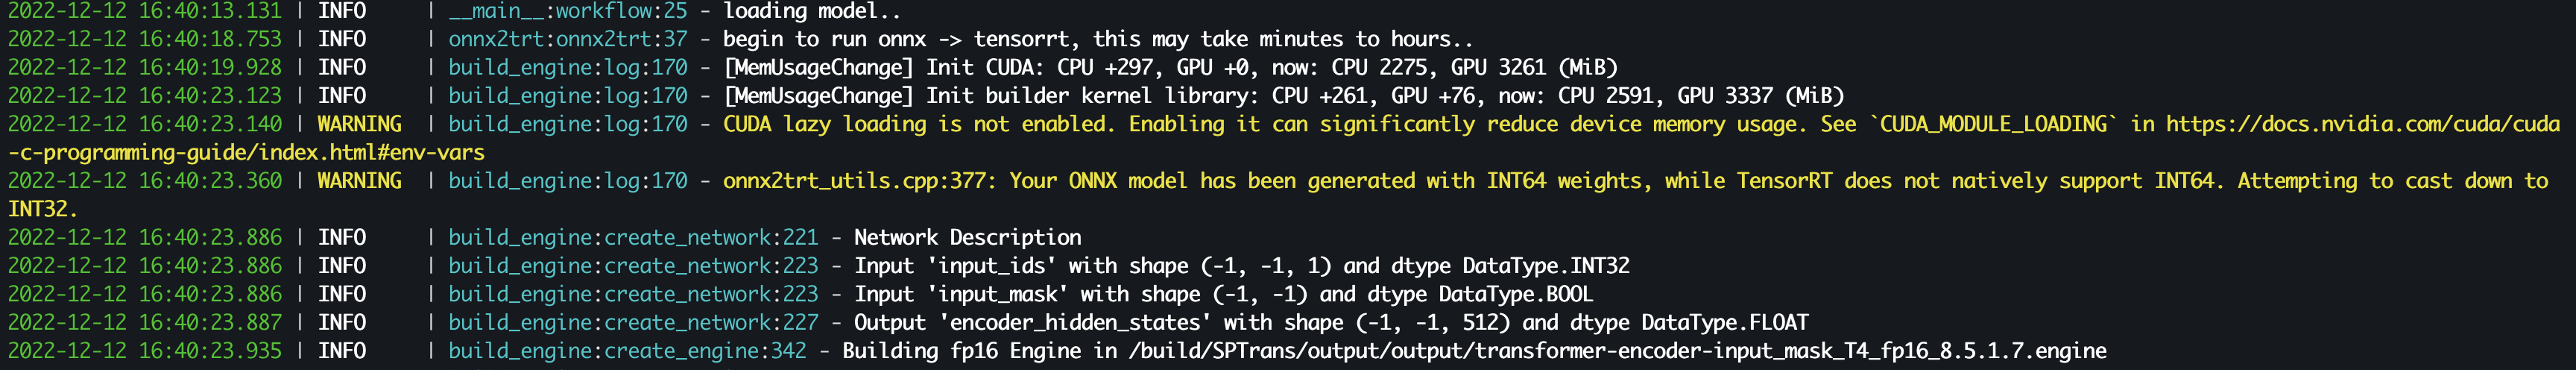 2022-12-12 16:40:13.131 | INFO     | __main__:workflow:25 - loading model..
2022-12-12 16:40:18.753 | INFO     | onnx2trt:onnx2trt:37 - begin to run onnx -> tensorrt, this may take minutes to hours..
2022-12-12 16:40:19.928 | INFO     | build_engine:log:170 - [MemUsageChange] Init CUDA: CPU +297, GPU +0, now: CPU 2275, GPU 3261 (MiB)
2022-12-12 16:40:23.123 | INFO     | build_engine:log:170 - [MemUsageChange] Init builder kernel library: CPU +261, GPU +76, now: CPU 2591, GPU 3337 (MiB)
2022-12-12 16:40:23.140 | WARNING  | build_engine:log:170 - CUDA lazy loading is not enabled. Enabling it can significantly reduce device memory usage. See `CUDA_MODULE_LOADING` in https://docs.nvidia.com/cuda/cuda
-c-programming-guide/index.html#env-vars
2022-12-12 16:40:23.360 | WARNING  | build_engine:log:170 - onnx2trt_utils.cpp:377: Your ONNX model has been generated with INT64 weights, while TensorRT does not natively support INT64. Attempting to cast down to
INT32.
2022-12-12 16:40:23.886 | INFO     | build_engine:create_network:221 - Network Description
2022-12-12 16:40:23.886 | INFO     | build_engine:create_network:223 - Input 'input_ids' with shape (-1, -1, 1) and dtype DataType.INT32
2022-12-12 16:40:23.886 | INFO     | build_engine:create_network:223 - Input 'input_mask' with shape (-1, -1) and dtype DataType.BOOL
2022-12-12 16:40:23.887 | INFO     | build_engine:create_network:227 - Output 'encoder_hidden_states' with shape (-1, -1, 512) and dtype DataType.FLOAT
2022-12-12 16:40:23.935 | INFO     | build_engine:create_engine:342 - Building fp16 Engine in /build/SPTrans/output/output/transformer-encoder-input_mask_T4_fp16_8.5.1.7.engine